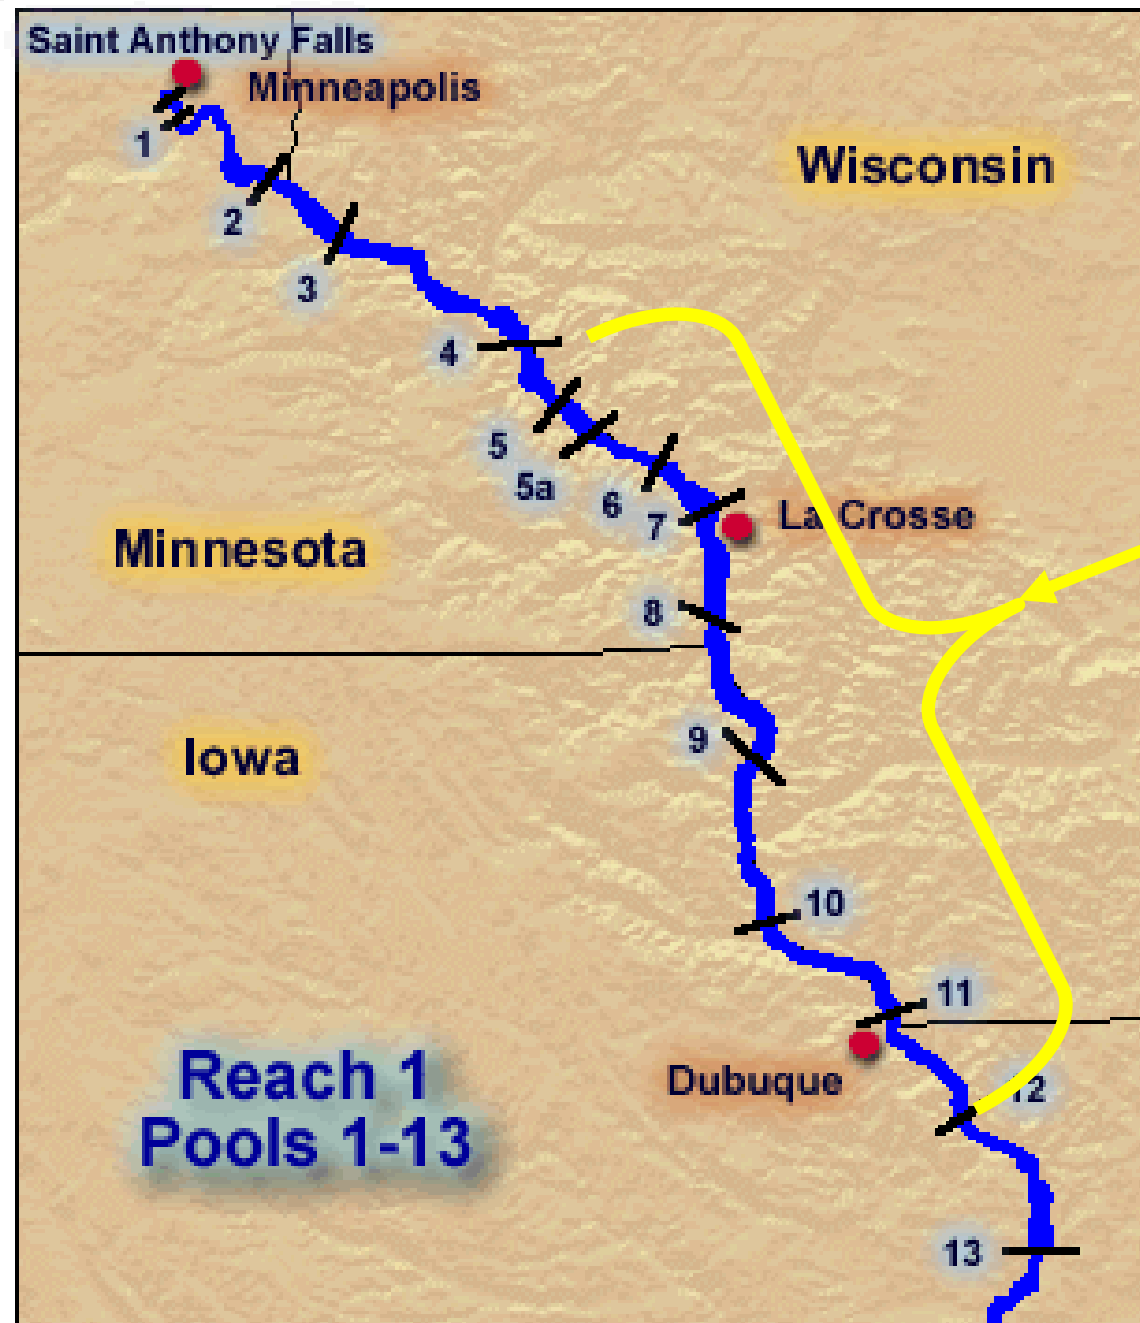 Saint Anthony Falls
Minneapolis
1
Wisconsin
2
3
4
5
5a
6
7
La Crosse
Minnesota
8
9
Iowa
10
11
Reach 1
Pools 1-13
Dubuque
12
13